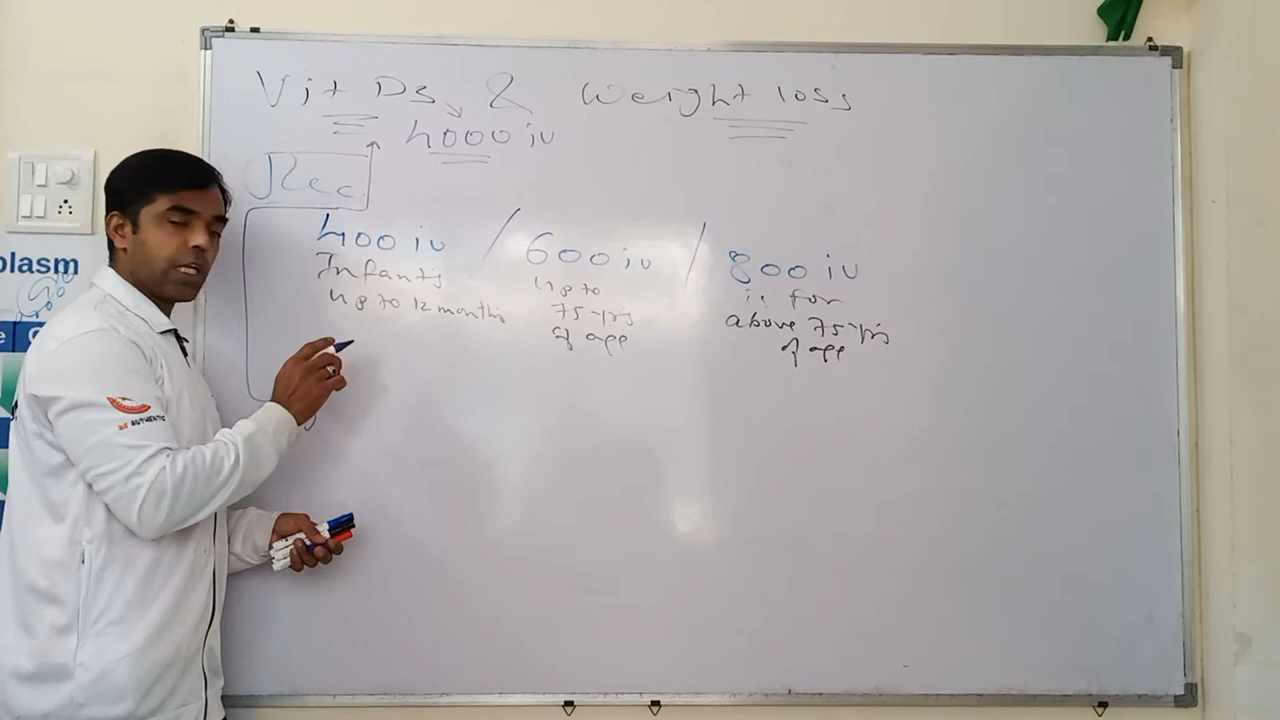 Vit D3 & Weight loss
4000 iu
Rec.
400 iu / 600 iu / 800 iu
Infants
up to 12 months
up to
75-yrs
of age
is for
above 75-yrs
of age
plasm
AUTHENTIC